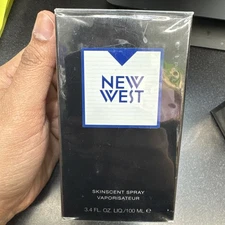 NEW
WEST
SKINSCENT SPRAY
VAPORISATEUR
3.4 FL. OZ. LIQ./100 ML ℮